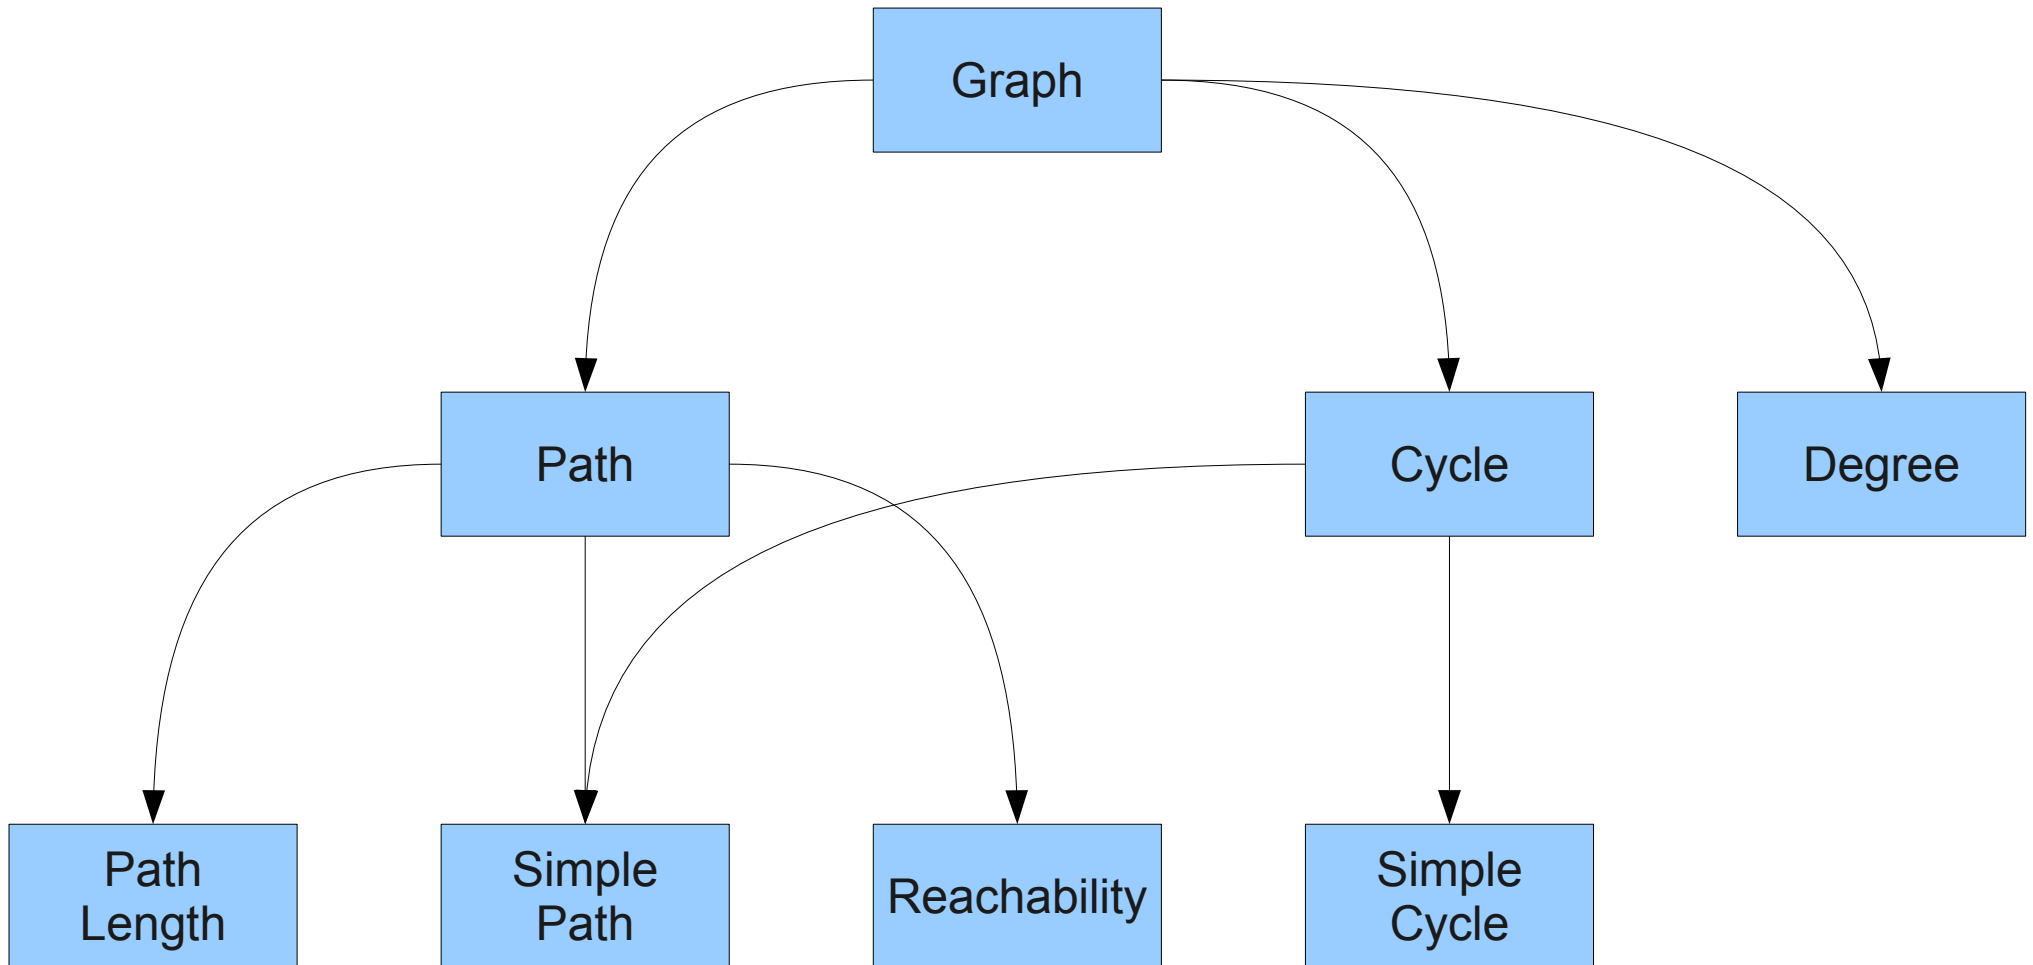 Graph
Path
Cycle
Degree
Path
Length
Simple
Path
Reachability
Simple
Cycle